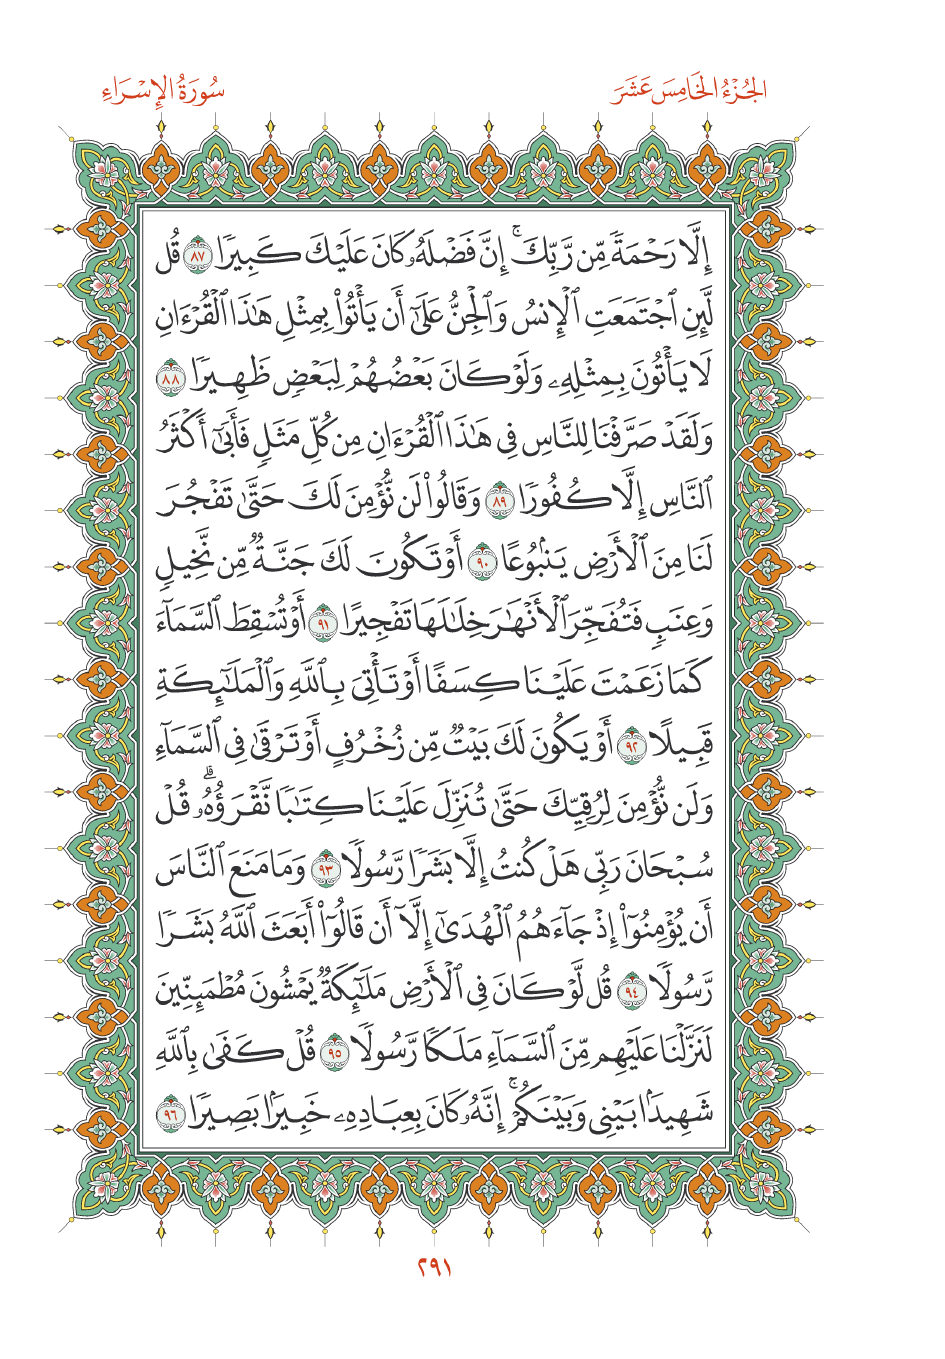 الجُزْءُ الخَامِسَ عَشَرَ
سُورَةُ الإِسْرَاءِ
إِلَّا رَحْمَةً مِّن رَّبِّكَۚ إِنَّ فَضْلَهُۥ كَانَ عَلَيْكَ كَبِيرًا ٨٧ قُل
لَّئِنِ ٱجْتَمَعَتِ ٱلْإِنسُ وَٱلْجِنُّ عَلَىٰٓ أَن يَأْتُوا۟ بِمِثْلِ هَٰذَا ٱلْقُرْءَانِ
لَا يَأْتُونَ بِمِثْلِهِۦ وَلَوْ كَانَ بَعْضُهُمْ لِبَعْضٍ ظَهِيرًا ٨٨
وَلَقَدْ صَرَّفْنَا لِلنَّاسِ فِى هَٰذَا ٱلْقُرْءَانِ مِن كُلِّ مَثَلٍ فَأَبَىٰٓ أَكْثَرُ
ٱلنَّاسِ إِلَّا كُفُورًا ٨٩ وَقَالُوا۟ لَن نُّؤْمِنَ لَكَ حَتَّىٰ تَفْجُرَ
لَنَا مِنَ ٱلْأَرْضِ يَنۢبُوعًا ٩٠ أَوْ تَكُونَ لَكَ جَنَّةٌ مِّن نَّخِيلٍ
وَعِنَبٍ فَتُفَجِّرَ ٱلْأَنْهَٰرَ خِلَٰلَهَا تَفْجِيرًا ٩١ أَوْ تُسْقِطَ ٱلسَّمَآءَ
كَمَا زَعَمْتَ عَلَيْنَا كِسَفًا أَوْ تَأْتِىَ بِٱللَّهِ وَٱلْمَلَٰٓئِكَةِ
قَبِيلًا ٩٢ أَوْ يَكُونَ لَكَ بَيْتٌ مِّن زُخْرُفٍ أَوْ تَرْقَىٰ فِى ٱلسَّمَآءِ
وَلَن نُّؤْمِنَ لِرُقِيِّكَ حَتَّىٰ تُنَزِّلَ عَلَيْنَا كِتَٰبًا نَّقْرَؤُهُۥۗ قُلْ
سُبْحَانَ رَبِّى هَلْ كُنتُ إِلَّا بَشَرًا رَّسُولًا ٩٣ وَمَا مَنَعَ ٱلنَّاسَ
أَن يُؤْمِنُوٓا۟ إِذْ جَآءَهُمُ ٱلْهُدَىٰٓ إِلَّآ أَن قَالُوٓا۟ أَبَعَثَ ٱللَّهُ بَشَرًا
رَّسُولًا ٩٤ قُل لَّوْ كَانَ فِى ٱلْأَرْضِ مَلَٰٓئِكَةٌ يَمْشُونَ مُطْمَئِنِّينَ
لَنَزَّلْنَا عَلَيْهِم مِّنَ ٱلسَّمَآءِ مَلَكًا رَّسُولًا ٩٥ قُلْ كَفَىٰ بِٱللَّهِ
شَهِيدًۢا بَيْنِى وَبَيْنَكُمْۚ إِنَّهُۥ كَانَ بِعِبَادِهِۦ خَبِيرًۢا بَصِيرًا ٩٦
٢٩١